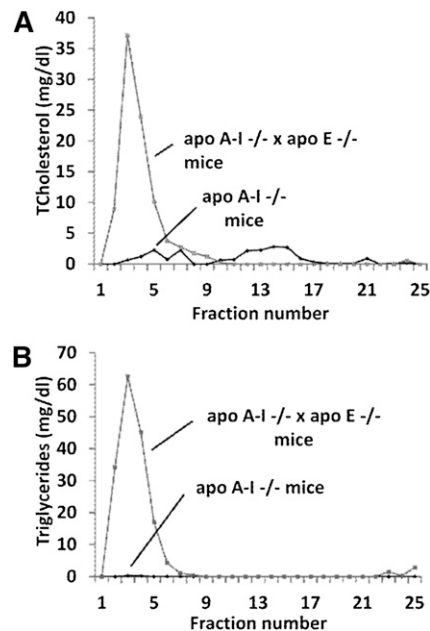 A
TCholesterol (mg/dl)
40
35
30
25
20
15
10
5
0
apo A-I -/- x apo E -/-
mice
apo A-I -/-
mice
1 5 9 13 17 21 25
Fraction number
B
Triglycerides (mg/dl)
70
60
50
40
30
20
10
0
apo A-I -/- x apo E -/-
mice
apo A-I -/- mice
1 5 9 13 17 21 25
Fraction number